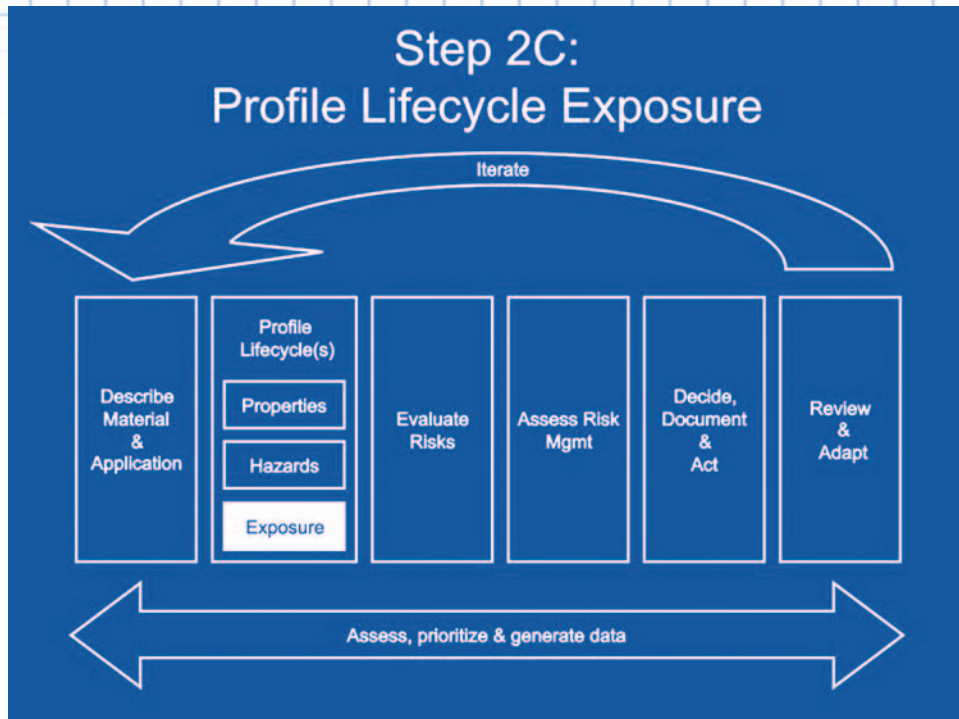 Step 2C:
Profile Lifecycle Exposure
Iterate
Describe
Material
&
Application
Profile
Lifecycle(s)
Properties
Hazards
Exposure
Evaluate
Risks
Assess Risk
Mgmt
Decide,
Document
&
Act
Review
&
Adapt
Assess, prioritize & generate data